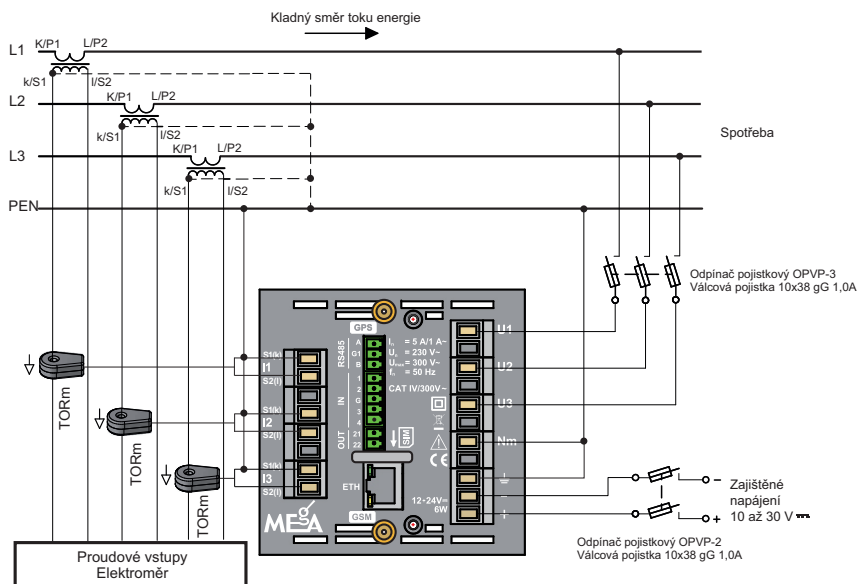 Kladný směr toku energie
L1
K/P1
L/P2
k/S1
l/S2
L2
K/P1
L/P2
k/S1
l/S2
L3
K/P1
L/P2
k/S1
l/S2
PEN
Spotřeba
Odpínač pojistkový OPVP-3
Válcová pojistka 10x38 gG 1,0A
TORm
TORm
TORm
S1(k)
I1
S2(l)
S1(k)
I2
S2(l)
S1(k)
I3
S2(l)
MEgA
GPS
RS485
A
G1
B
IN
1
2
G
3
4
OUT
21
22
Iₙ = 5 A/1 A~
Uₙ = 230 V~
Uₘₐₓ = 300 V~
fₙ = 50 Hz
CAT IV/300V~
SIM
ETH
GSM
12÷24V⎓
6W
U1
U2
U3
Nm
−
+
Zajištěné
napájení
10 až 30 V ⎓
−
+
Odpínač pojistkový OPVP-2
Válcová pojistka 10x38 gG 1,0A
Proudové vstupy
Elektroměr